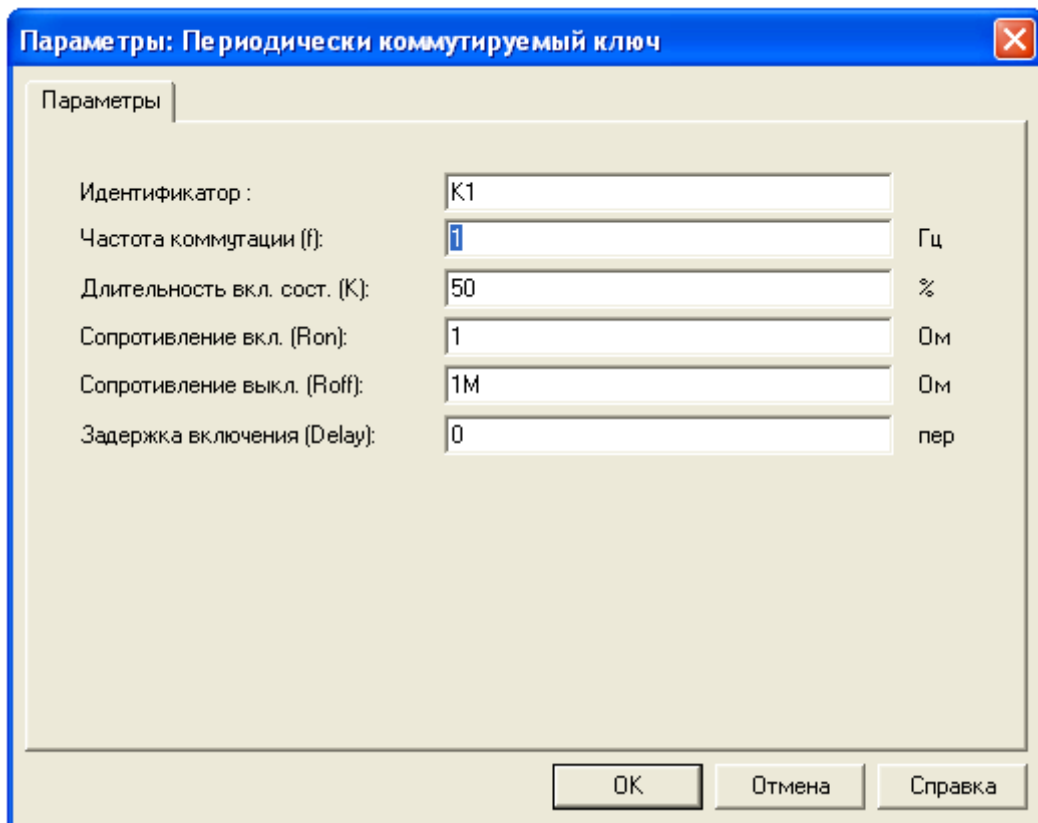 Параметры: Периодически коммутируемый ключ
Параметры
Идентификатор : K1
Частота коммутации (f): 1 Гц
Длительность вкл. сост. (K): 50 %
Сопротивление вкл. (Ron): 1 Ом
Сопротивление выкл. (Roff): 1M Ом
Задержка включения (Delay): 0 пер
OK Отмена Справка